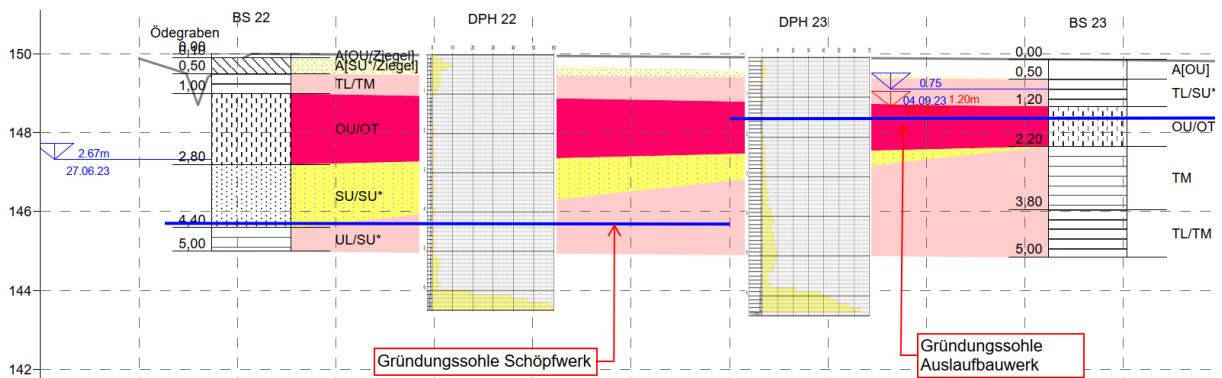 BS 22
DPH 22
DPH 23
BS 23
Ödegraben
150
148
146
144
142
0,00
0,10
0,50
1,00
2,80
4,40
5,00
A[OU/Ziegel]
A[SU*/Ziegel]
TL/TM
OU/OT
SU/SU*
UL/SU*
2.67m
27.06.23
0.75
04.09.23
1.20m
0,00
0,50
1,20
2,20
3,80
5,00
A[OU]
TL/SU*
OU/OT
TM
TL/TM
Gründungssohle Schöpfwerk
Gründungssohle
Auslaufbauwerk